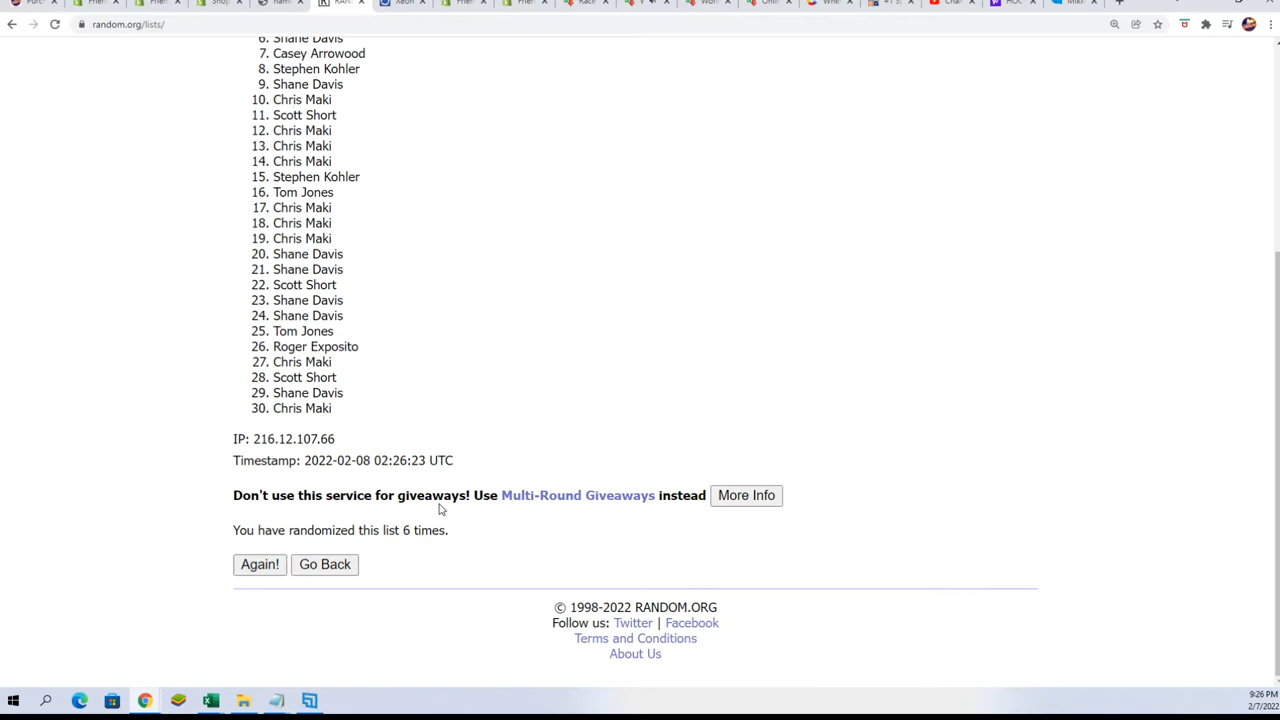 random.org/lists/
6. Shane Davis
7. Casey Arrowood
8. Stephen Kohler
9. Shane Davis
10. Chris Maki
11. Scott Short
12. Chris Maki
13. Chris Maki
14. Chris Maki
15. Stephen Kohler
16. Tom Jones
17. Chris Maki
18. Chris Maki
19. Chris Maki
20. Shane Davis
21. Shane Davis
22. Scott Short
23. Shane Davis
24. Shane Davis
25. Tom Jones
26. Roger Exposito
27. Chris Maki
28. Scott Short
29. Shane Davis
30. Chris Maki
IP: 216.12.107.66
Timestamp: 2022-02-08 02:26:23 UTC
Don't use this service for giveaways! Use Multi-Round Giveaways instead More Info
You have randomized this list 6 times.
Again! Go Back
© 1998-2022 RANDOM.ORG
Follow us: Twitter | Facebook
Terms and Conditions
About Us
9:26 PM
2/7/2022